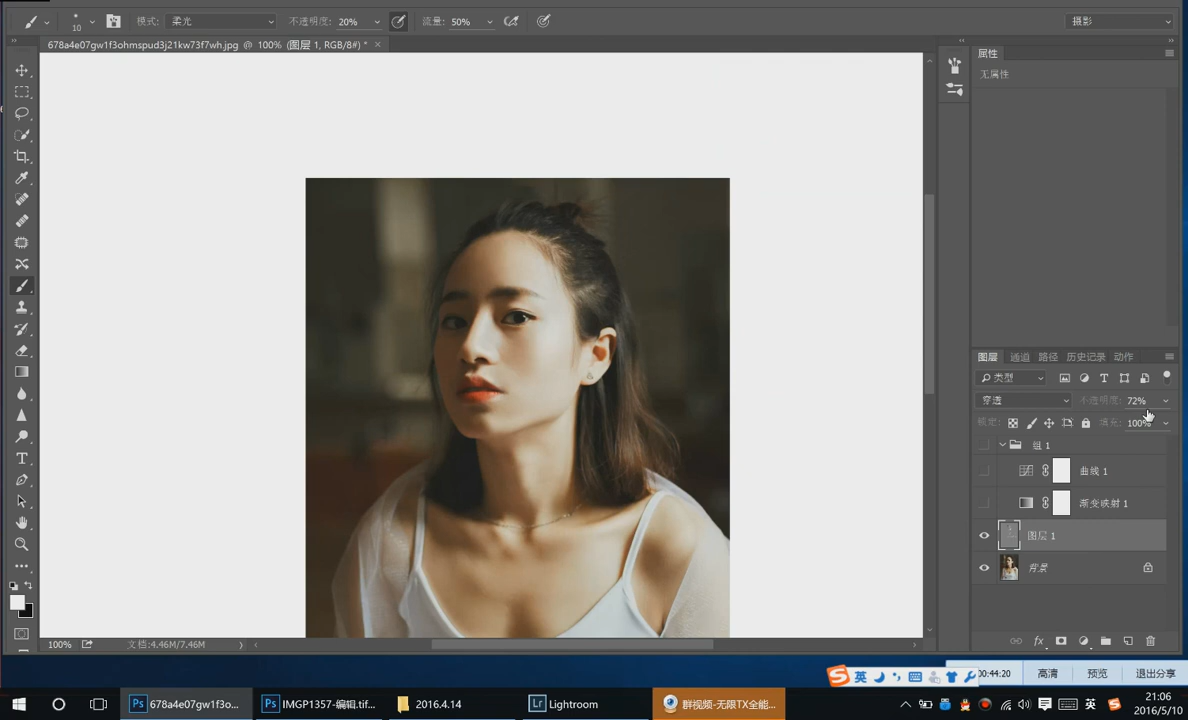 10 模式: 柔光 不透明度: 20% 流量: 50% 摄影
678a4e07gw1f3ohmspud3j21kw73f7wh.jpg @ 100% (图层 1, RGB/8#) * ×
属性
无属性
图层 通道 路径 历史记录 动作
类型
穿透 不透明度: 72%
锁定: 填充: 100%
组 1
曲线 1
渐变映射 1
图层 1
背景
fx
100% 文档:4.46M/7.46M
英 00:44:20 高清 预览 退出分享
Ps 678a4e07gw1f3o... Ps IMGP1357-编辑.tif... 2016.4.14 Lr Lightroom 群视频-无限TX全能... 英 21:06
2016/5/10